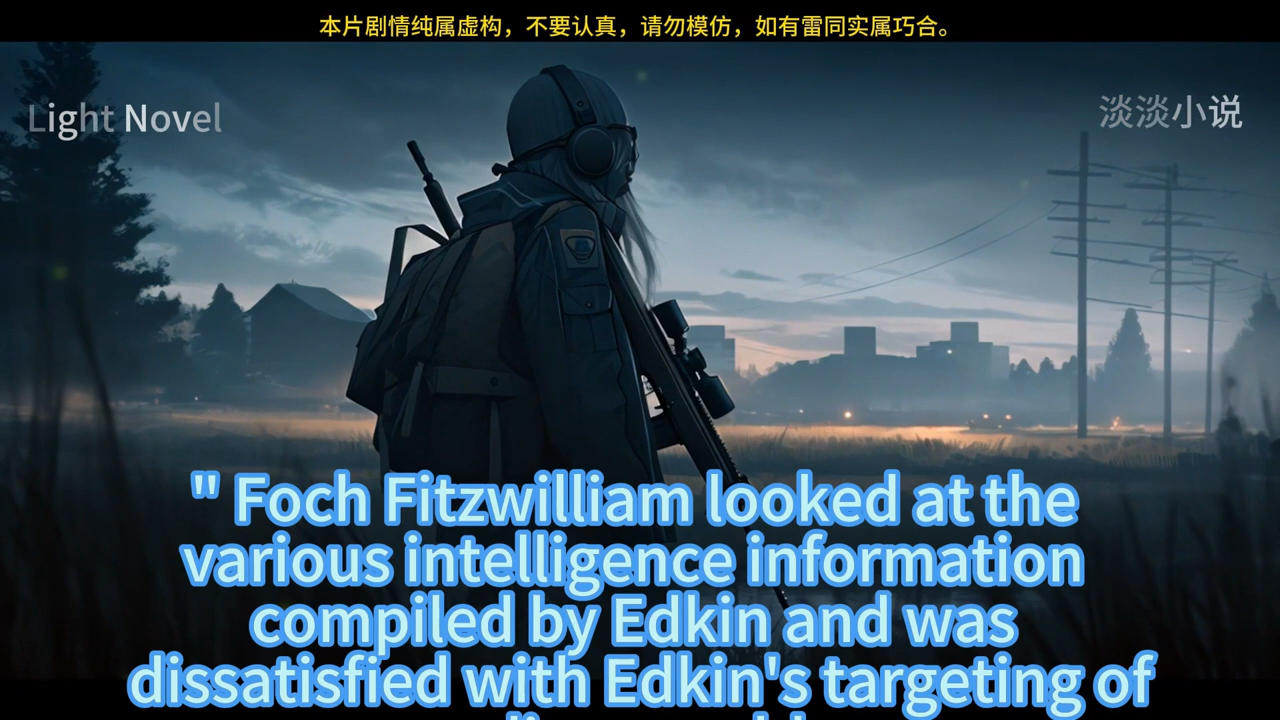 本片剧情纯属虚构，不要认真，请勿模仿，如有雷同实属巧合。
Light Novel
淡淡小说
" Foch Fitzwilliam looked at the
various intelligence information
compiled by Edkin and was
dissatisfied with Edkin's targeting of